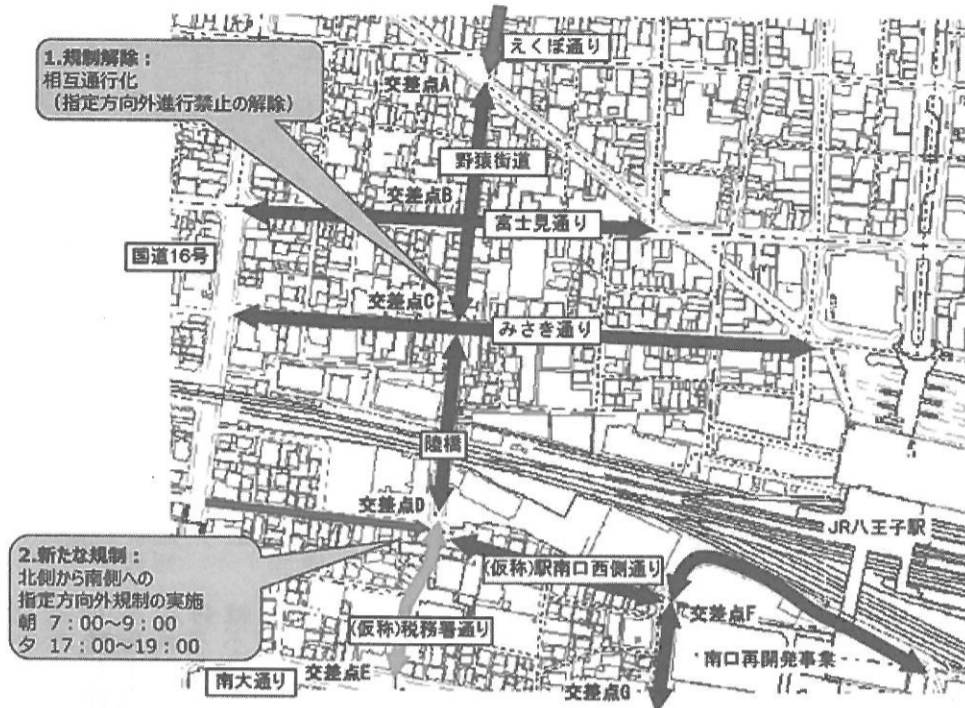 えくぼ通り
1.規制解除：
相互通行化
（指定方向外進行禁止の解除）
交差点A
野猿街道
交差点B
富士見通り
国道16号
交差点C
みさき通り
陸橋
交差点D
JR八王子駅
2.新たな規制：
北側から南側への
指定方向外規制の実施
朝 7：00～9：00
夕 17：00～19：00
(仮称)駅南口西側通り
交差点F
(仮称)税務署通り
南口再開発事業
交差点E
南大通り
交差点G